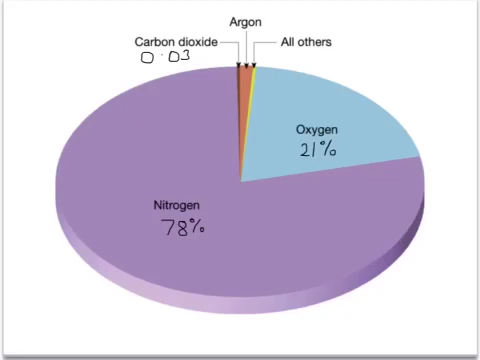 Argon
Carbon dioxide
All others
0.03
Oxygen
21%
Nitrogen
78%